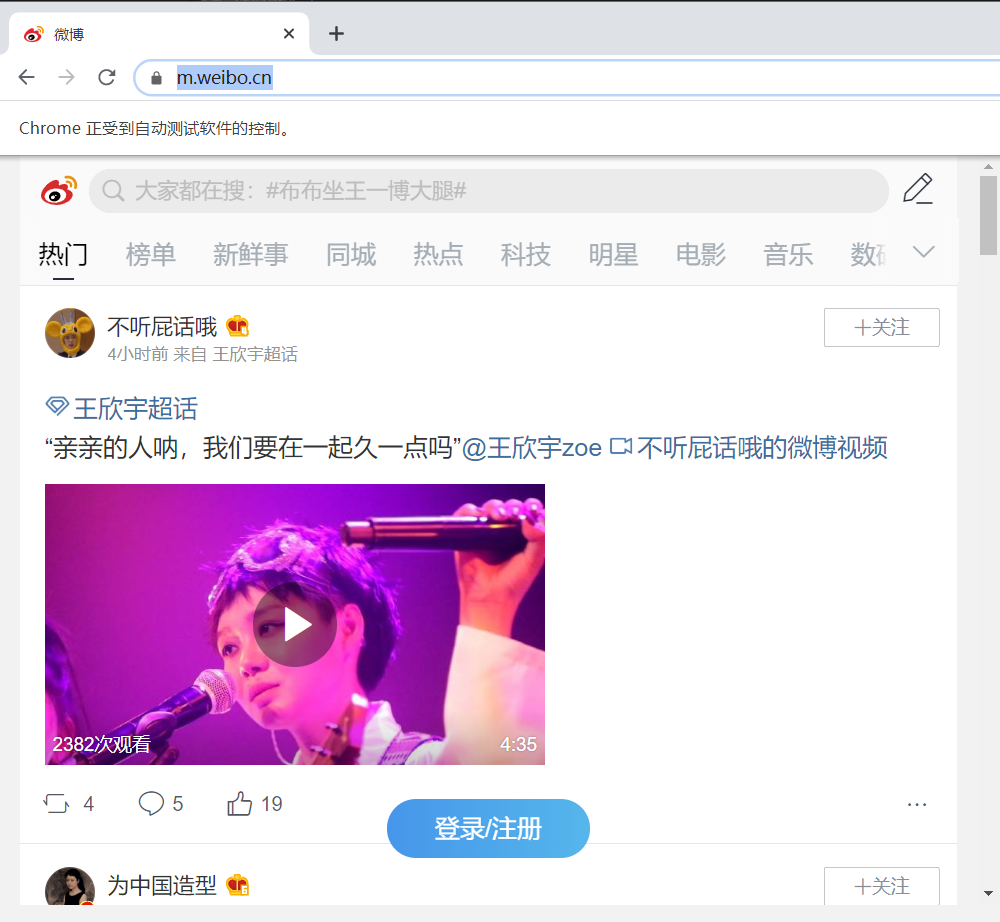 微博
m.weibo.cn
Chrome 正受到自动测试软件的控制。
大家都在搜：#布布坐王一博大腿#
热门 榜单 新鲜事 同城 热点 科技 明星 电影 音乐 数码
不听屁话哦
+关注
4小时前 来自 王欣宇超话
王欣宇超话
“亲亲的人呐，我们要在一起久一点吗”@王欣宇zoe 不听屁话哦的微博视频
2382次观看 4:35
4 5 19 ...
登录/注册
为中国造型
+关注